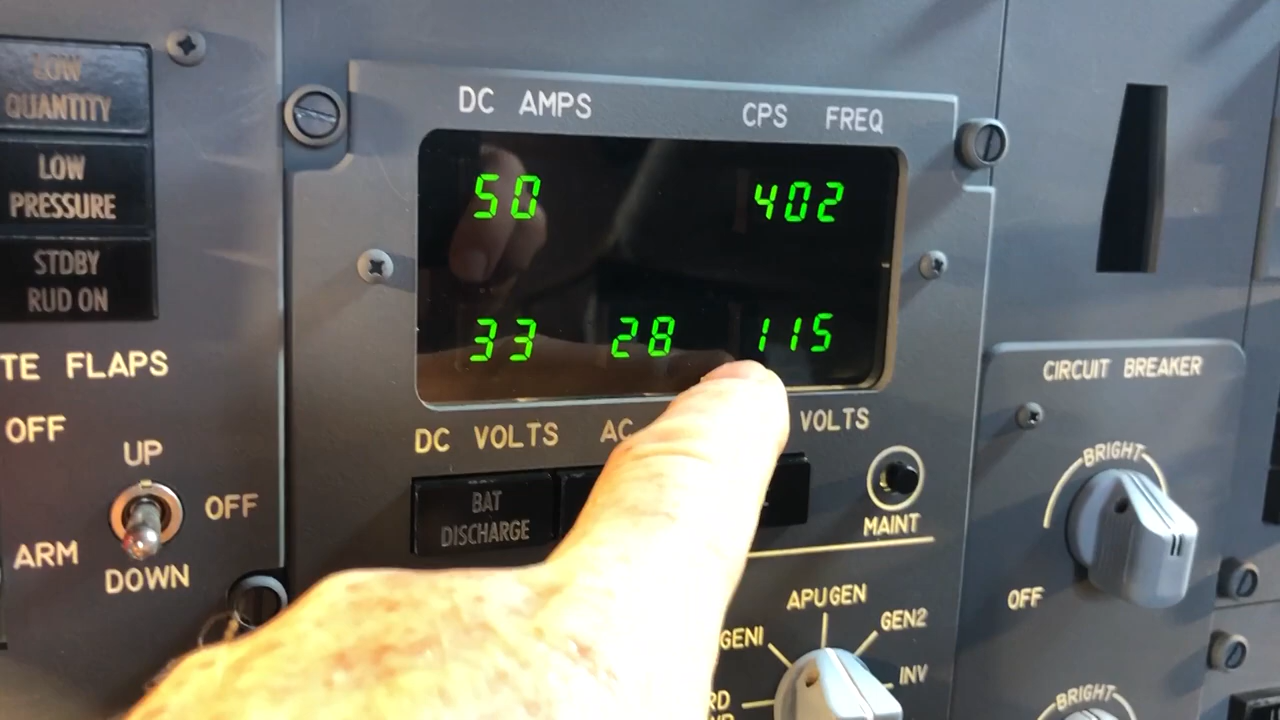 LOW
QUANTITY
LOW
PRESSURE
STDBY
RUD ON
TE FLAPS
OFF
UP
OFF
ARM
DOWN
DC AMPS
CPS FREQ
50 402
33 28 115
DC VOLTS AC VOLTS
BAT
DISCHARGE
MAINT
APU GEN
GEN1
GEN2
INV
CIRCUIT BREAKER
BRIGHT
OFF
BRIGHT